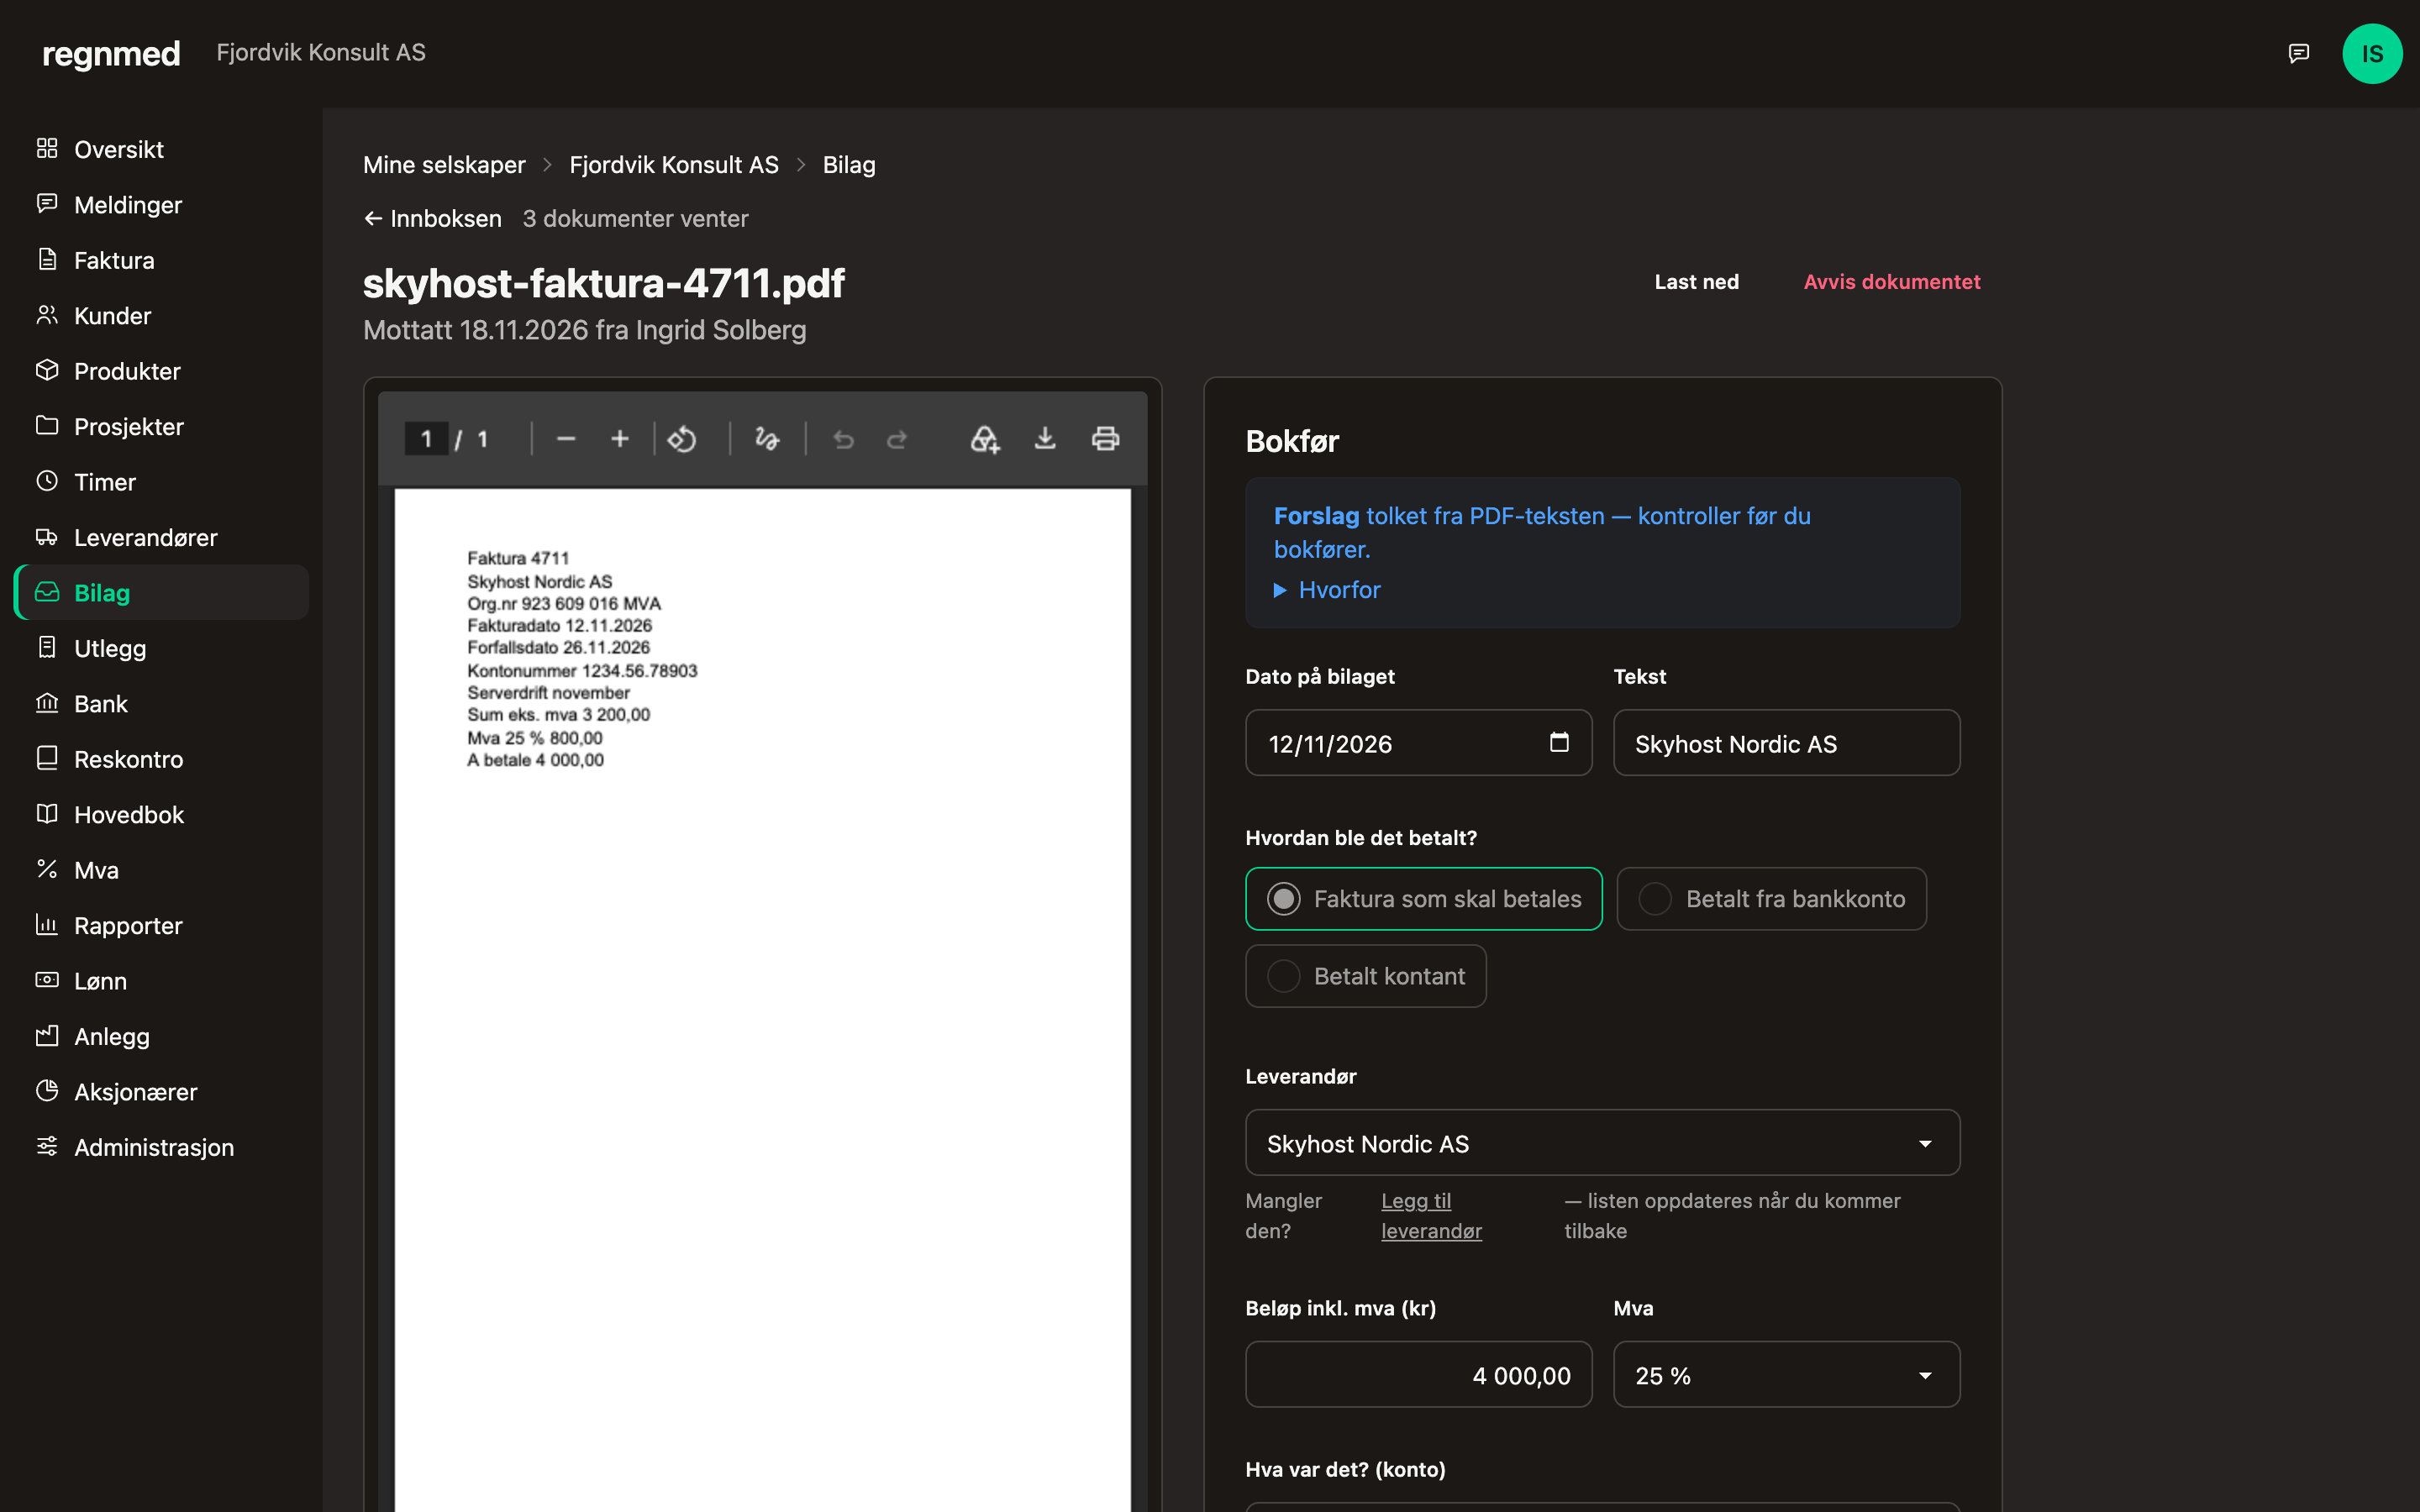 regnmed
Fjordvik Konsult AS
IS
Oversikt
Meldinger
Faktura
Kunder
Produkter
Prosjekter
Timer
Leverandører
Bilag
Utlegg
Bank
Reskontro
Hovedbok
Mva
Rapporter
Lønn
Anlegg
Aksjonærer
Administrasjon
Mine selskaper > Fjordvik Konsult AS > Bilag
← Innboksen 3 dokumenter venter
skyhost-faktura-4711.pdf
Mottatt 18.11.2026 fra Ingrid Solberg
Last ned
Avvis dokumentet
1 / 1
Faktura 4711
Skyhost Nordic AS
Org.nr 923 609 016 MVA
Fakturadato 12.11.2026
Forfallsdato 26.11.2026
Kontonummer 1234.56.78903
Serverdrift november
Sum eks. mva 3 200,00
Mva 25 % 800,00
A betale 4 000,00
Bokfør
Forslag tolket fra PDF-teksten — kontroller før du
bokfører.
Hvorfor
Dato på bilaget
12/11/2026
Tekst
Skyhost Nordic AS
Hvordan ble det betalt?
Faktura som skal betales
Betalt fra bankkonto
Betalt kontant
Leverandør
Skyhost Nordic AS
Mangler den?
Legg til leverandør
— listen oppdateres når du kommer tilbake
Beløp inkl. mva (kr)
4 000,00
Mva
25 %
Hva var det? (konto)